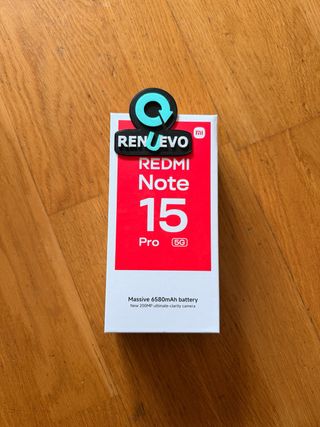 RENUEVO
mi
REDMI
Note
15
Pro 5G
Massive 6580mAh battery
New 200MP ultimate-clarity camera